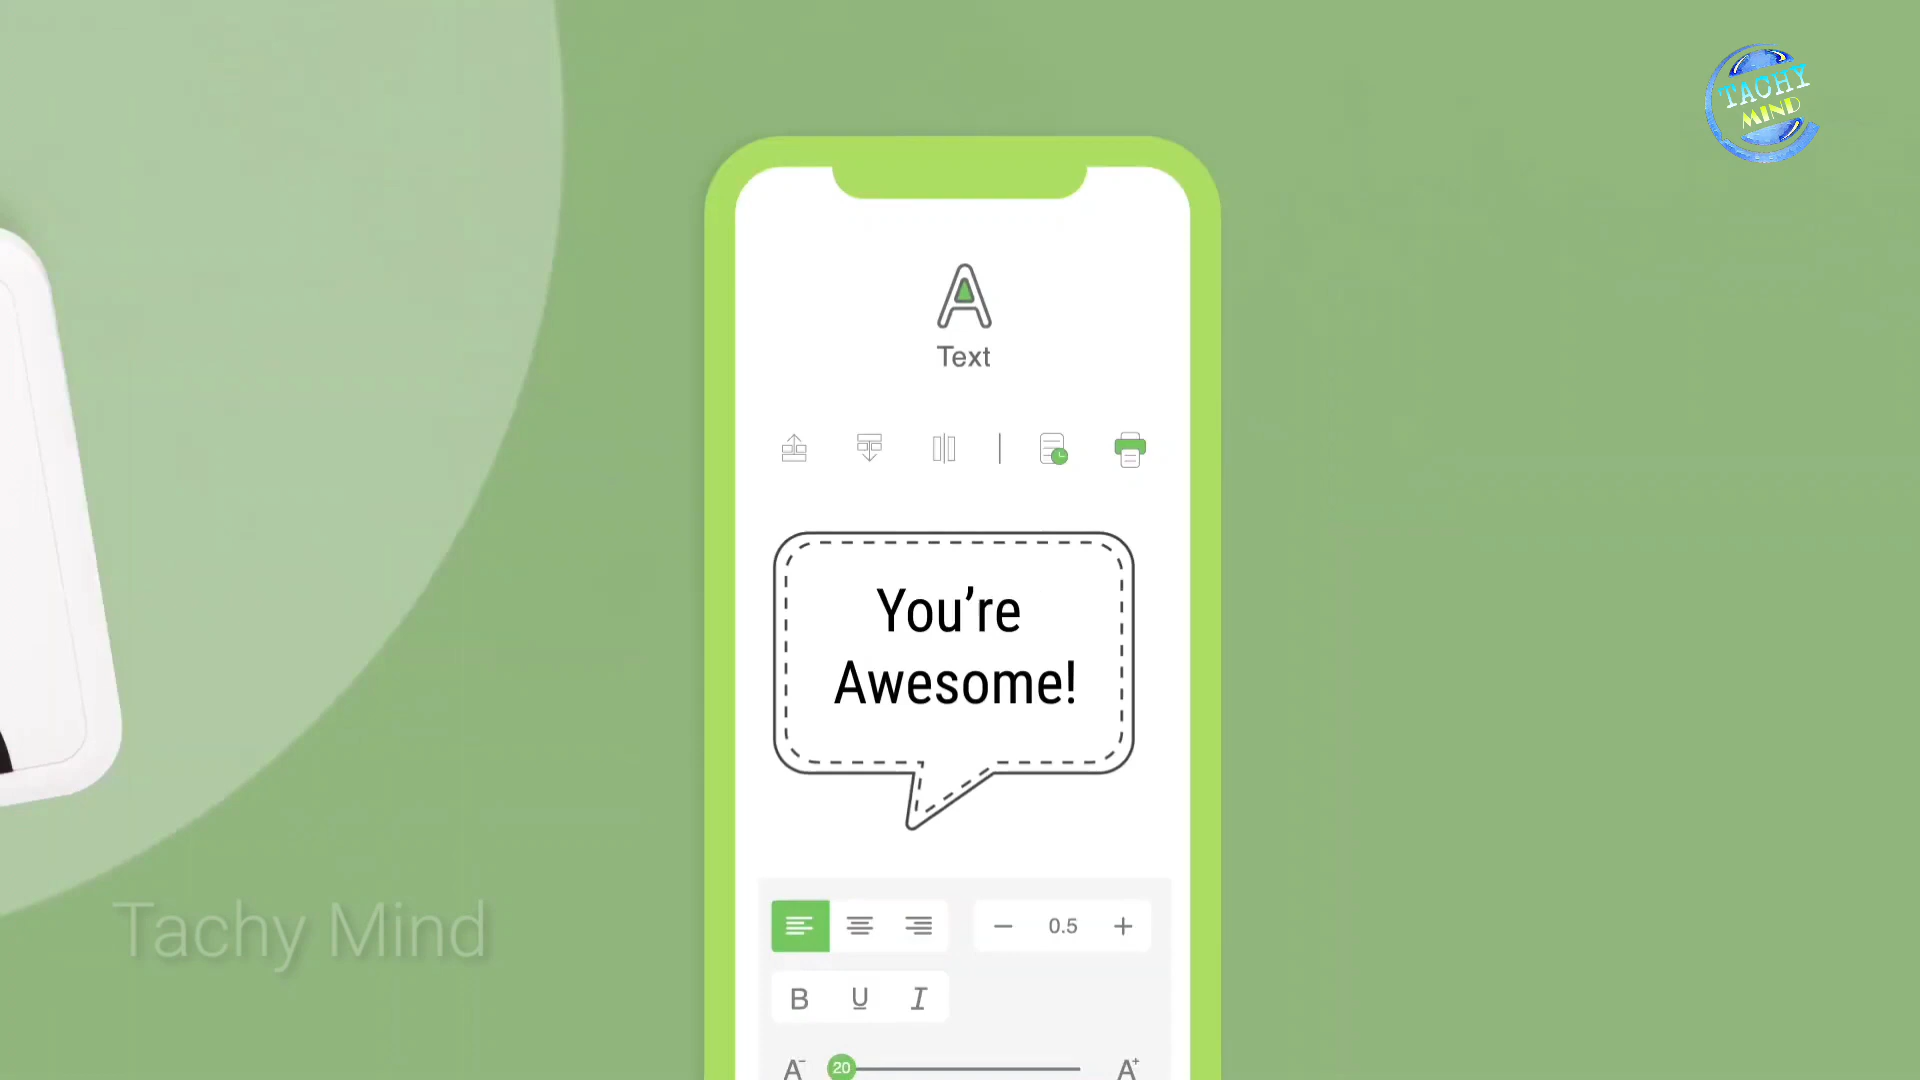 TACHY
MIND
Text
You’re
Awesome!
0.5
B U I
A- 20 A+
Tachy Mind